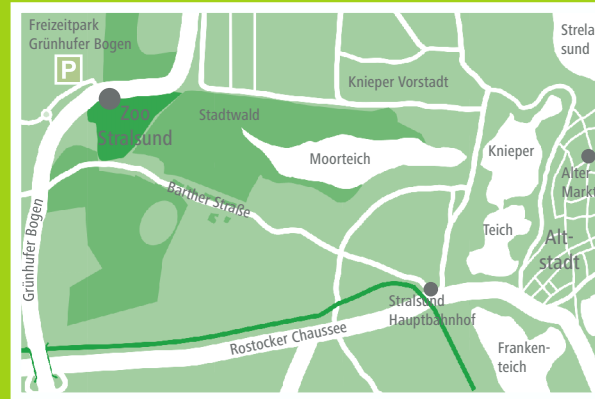 Freizeitpark
Grünhufer Bogen
P
Zoo
Stralsund
Stadtwald
Knieper Vorstadt
Strela
sund
Moorteich
Knieper
Alter
Markt
Teich
Alt-
stadt
Barther Straße
Grünhufer Bogen
Stralsund
Hauptbahnhof
Rostocker Chaussee
Franken-
teich